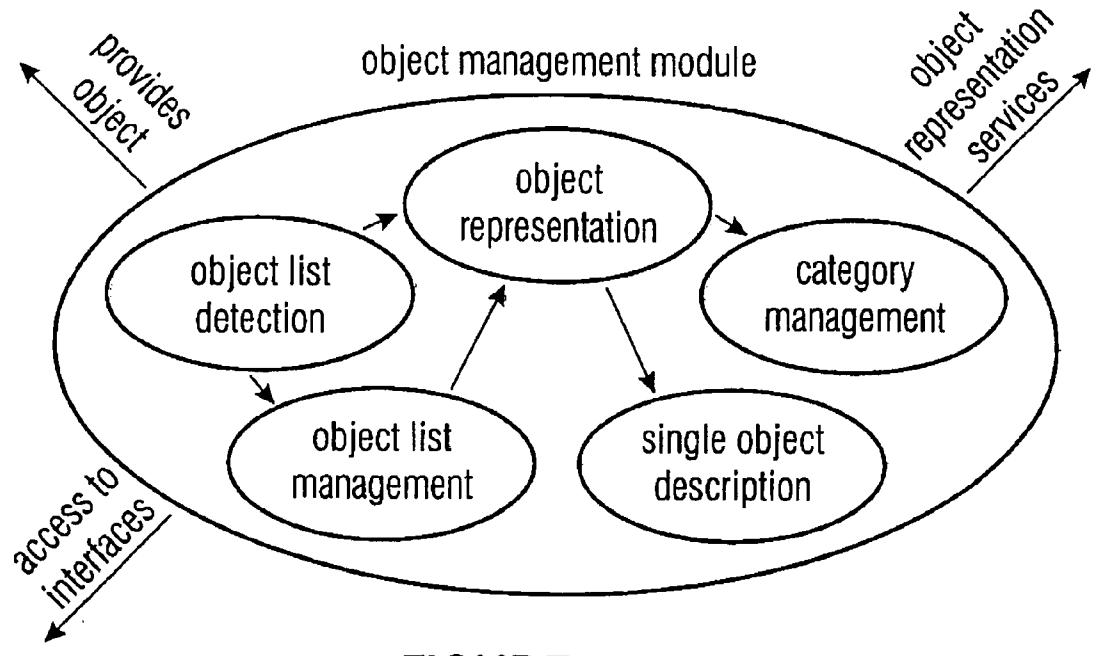 provides
object
object management module
object
representation
services
object
representation
object list
detection
category
management
object list
management
single object
description
access to
interfaces